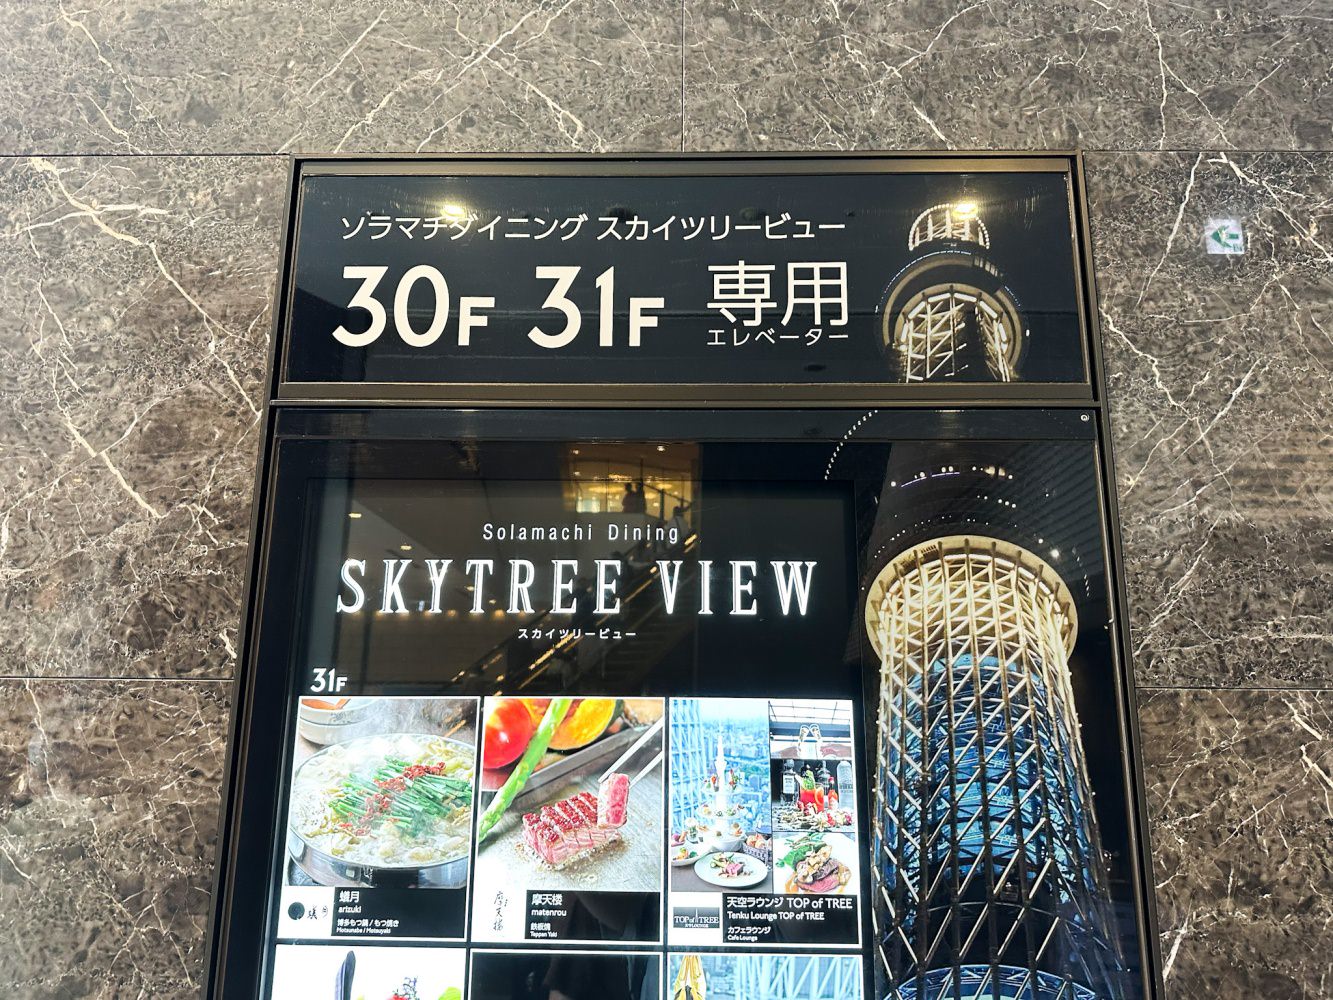 ソラマチダイニング スカイツリービュー
30F 31F 専用
エレベーター
Solamachi Dining
SKYTREE VIEW
スカイツリービュー
31F
蟻月
arizuki
博多もつ鍋 / もつ焼き
Motsunabe / Motsuyaki
摩天楼
matenrou
鉄板焼
Teppan Yaki
TOP of TREE
天空ラウンジ TOP of TREE
Tenku Lounge TOP of TREE
カフェラウンジ
Cafe Lounge